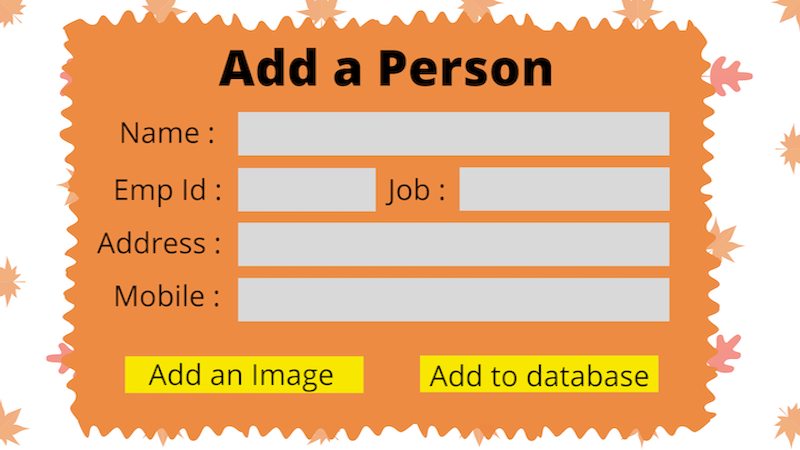 Add a Person
Name :
Emp Id : Job :
Address :
Mobile :
Add an Image Add to database